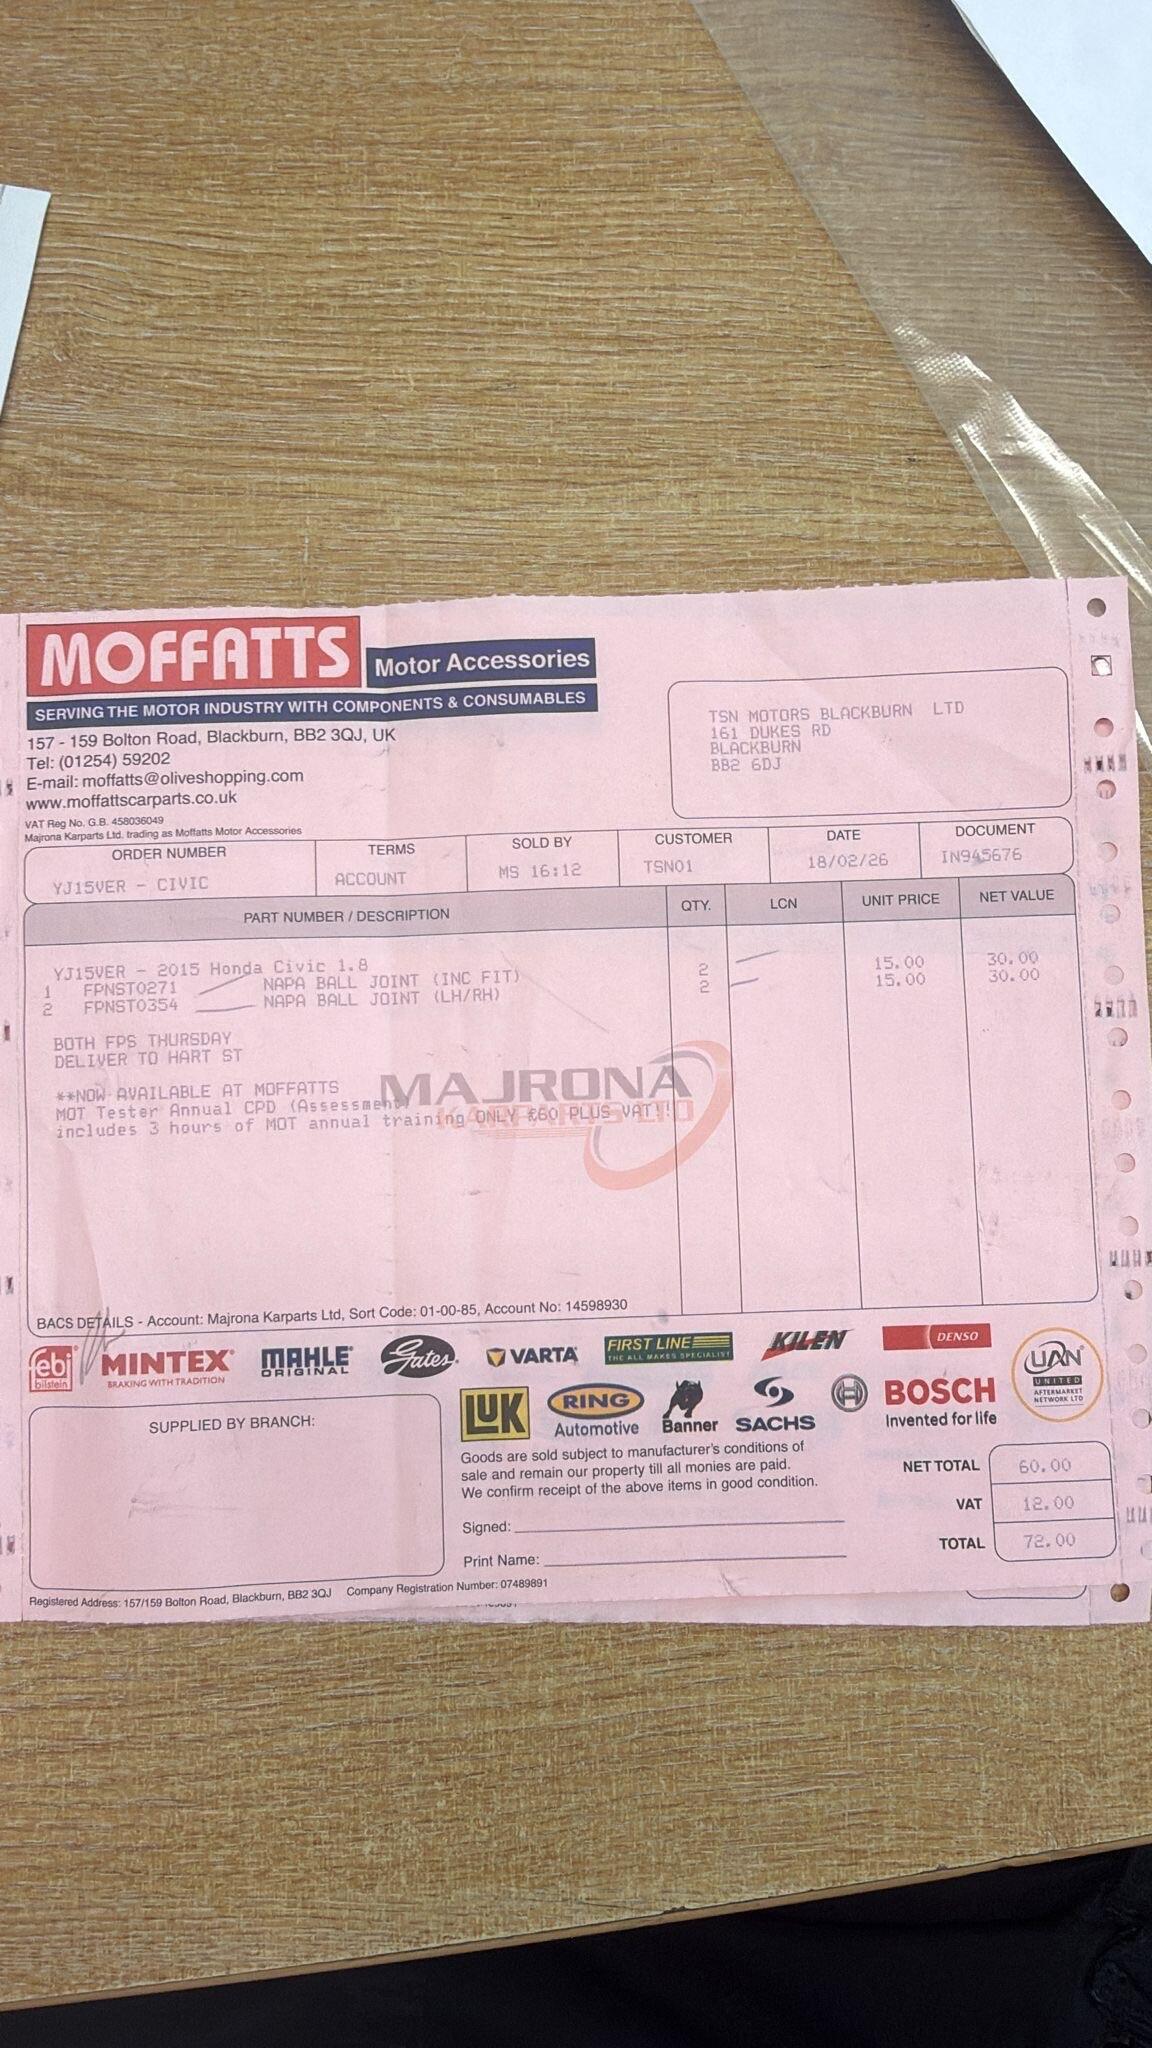 MOFFATTS
Motor Accessories
SERVING THE MOTOR INDUSTRY WITH COMPONENTS & CONSUMABLES
157 - 159 Bolton Road, Blackburn, BB2 3QJ, UK
Tel: (01254) 59202
E-mail: moffatts@oliveshopping.com
www.moffattscarparts.co.uk
VAT Reg No. G.B. 458036049
Majrona Karparts Ltd. trading as Moffatts Motor Accessories
TSN MOTORS BLACKBURN LTD
161 DUKES RD
BLACKBURN
BB2 6DJ
ORDER NUMBER TERMS SOLD BY CUSTOMER DATE DOCUMENT
YJ15VER - CIVIC ACCOUNT MS 16:12 TSN01 18/02/26 IN945676
PART NUMBER / DESCRIPTION QTY. LCN UNIT PRICE NET VALUE
YJ15VER - 2015 Honda Civic 1.8
1 FPNST0271 NAPA BALL JOINT (INC FIT) 2 15.00 30.00
2 FPNST0354 NAPA BALL JOINT (LH/RH) 2 15.00 30.00
BOTH FPS THURSDAY
DELIVER TO HART ST
**NOW AVAILABLE AT MOFFATTS
MOT Tester Annual CPD (Assessment)
includes 3 hours of MOT annual training ONLY £60 PLUS VAT!!
MAJRONA
KARPARTS LTD
BACS DETAILS - Account: Majrona Karparts Ltd, Sort Code: 01-00-85, Account No: 14598930
febi bilstein
MINTEX
BRAKING WITH TRADITION
MAHLE
ORIGINAL
Gates
VARTA
FIRST LINE
THE ALL MAKES SPECIALIST
KILEN
DENSO
UAN
UNITED
AFTERMARKET
NETWORK LTD
LUK
RING
Automotive
Banner
SACHS
BOSCH
Invented for life
SUPPLIED BY BRANCH:
Goods are sold subject to manufacturer's conditions of
sale and remain our property till all monies are paid.
We confirm receipt of the above items in good condition.
Signed:
Print Name:
NET TOTAL 60.00
VAT 12.00
TOTAL 72.00
Registered Address: 157/159 Bolton Road, Blackburn, BB2 3QJ Company Registration Number: 07489891